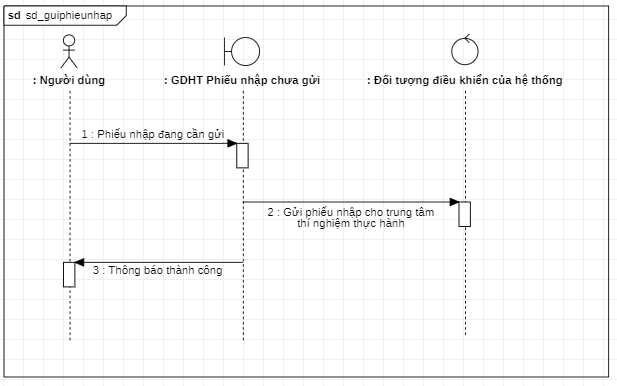 sd sd_guiphieunhap
: Người dùng
: GDHT Phiếu nhập chưa gửi
: Đối tượng điều khiển của hệ thống
1 : Phiếu nhập đang cần gửi
2 : Gửi phiếu nhập cho trung tâm
thí nghiệm thực hành
3 : Thông báo thành công